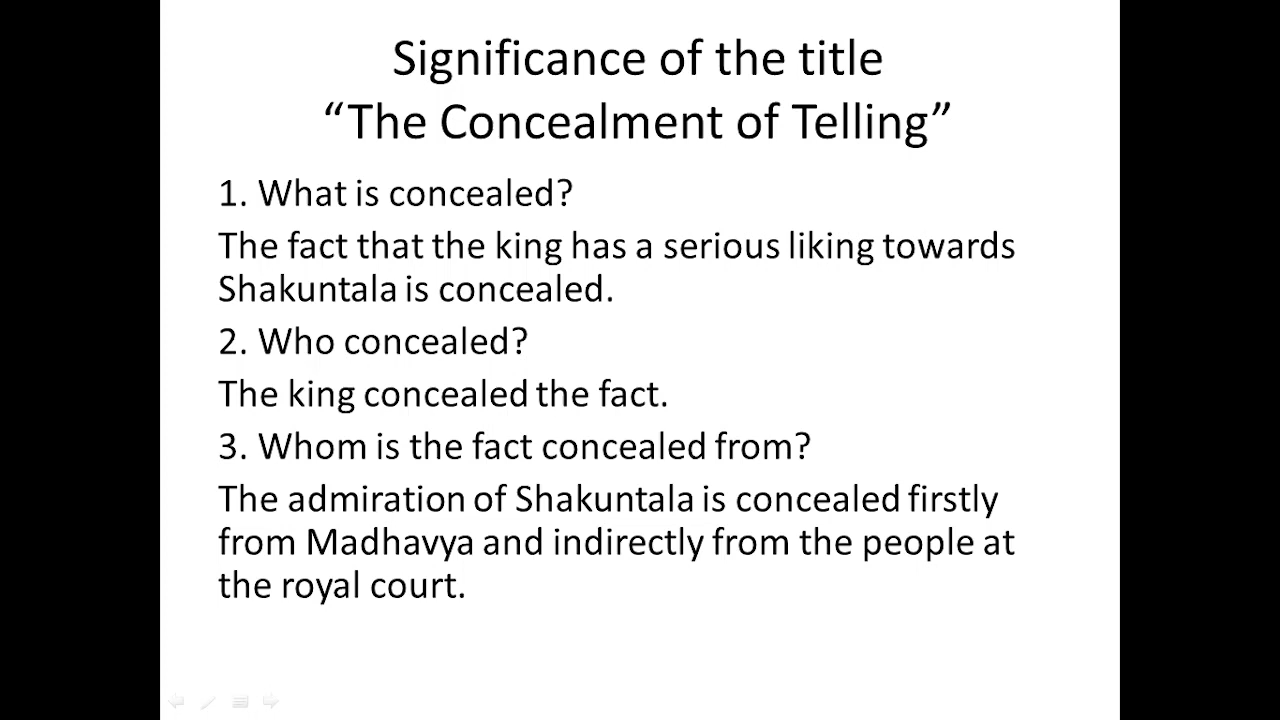 Significance of the title
“The Concealment of Telling”
1. What is concealed?
The fact that the king has a serious liking towards
Shakuntala is concealed.
2. Who concealed?
The king concealed the fact.
3. Whom is the fact concealed from?
The admiration of Shakuntala is concealed firstly
from Madhavya and indirectly from the people at
the royal court.